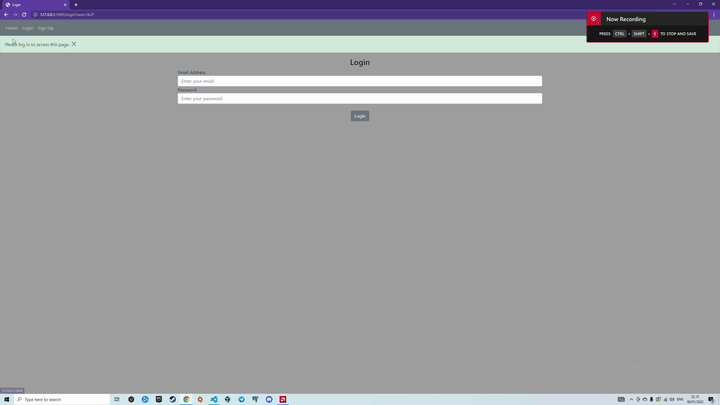 Login
127.0.0.1:5000/login?next=%2F
Home Login Sign Up
Please log in to access this page.
Now Recording
PRESS CTRL + SHIFT + E TO STOP AND SAVE
Login
Email Address
Enter your email
Password
Enter your password
Login
Type here to search
ENG
22:15
06/01/2022